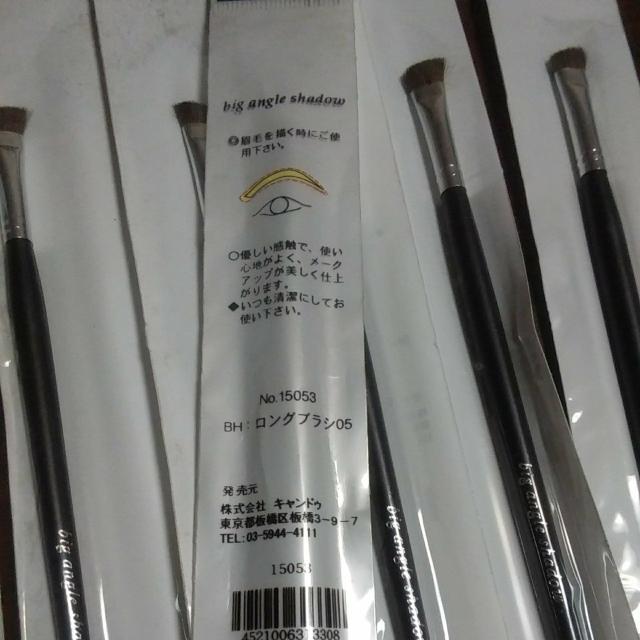 big angle shadow
◎眉毛を描く時にご使
用下さい。
○優しい感触で、使い
心地がよく、メーク
アップが美しく仕上
がります。
◆いつも清潔にしてお
使い下さい。
No.15053
BH:ロングブラシ05
発売元
株式会社 キャンドゥ
東京都板橋区板橋3-9-7
TEL:03-5944-4111
15053
4521006373308
big angle shadow
big angle shadow
big angle shadow